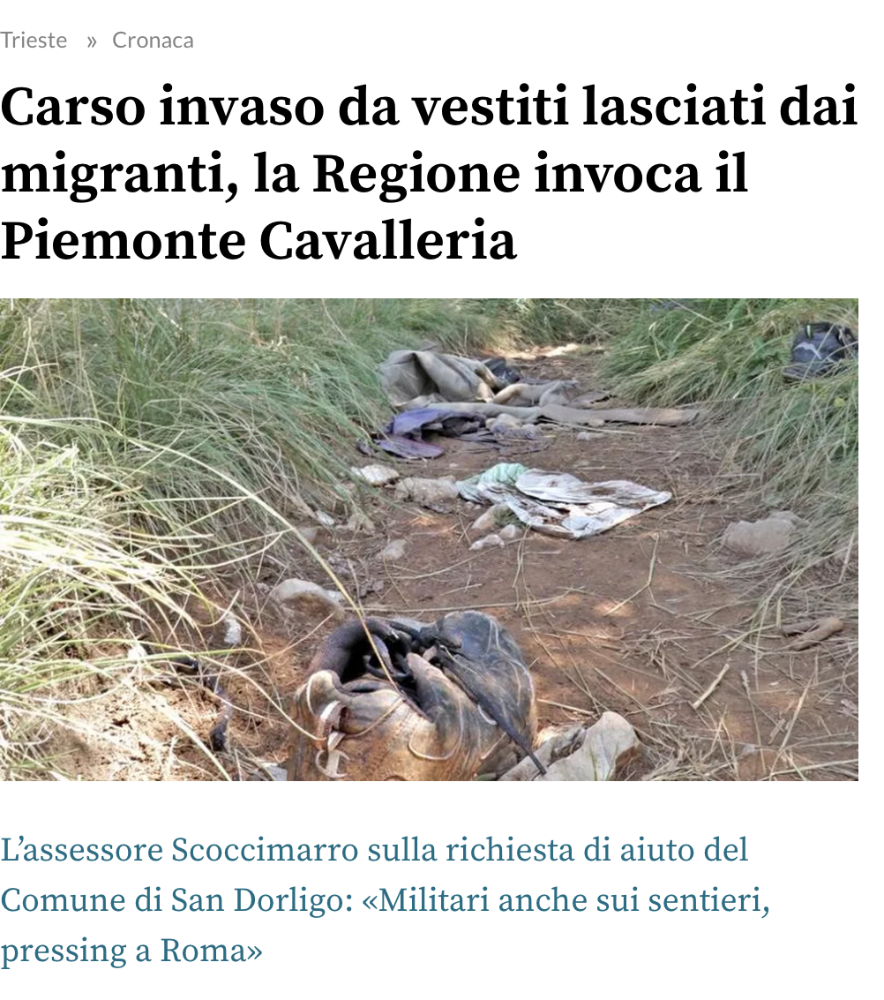 Trieste » Cronaca
Carso invaso da vestiti lasciati dai
migranti, la Regione invoca il
Piemonte Cavalleria
L’assessore Scoccimarro sulla richiesta di aiuto del
Comune di San Dorligo: «Militari anche sui sentieri,
pressing a Roma»